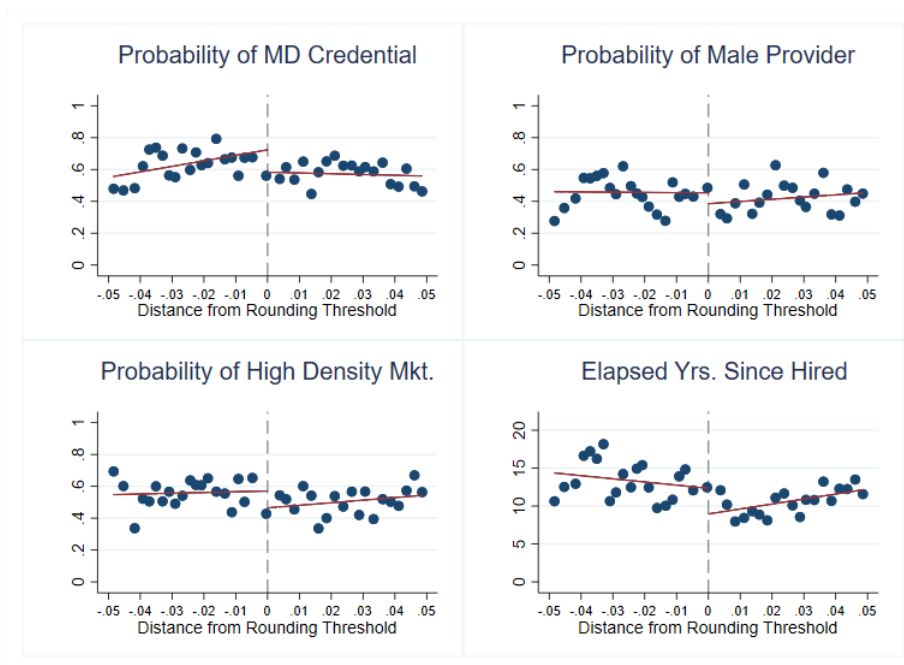 Probability of MD Credential
1
.8
.6
.4
.2
0
-.05 -.04 -.03 -.02 -.01 0 .01 .02 .03 .04 .05
Distance from Rounding Threshold
Probability of Male Provider
1
.8
.6
.4
.2
0
-.05 -.04 -.03 -.02 -.01 0 .01 .02 .03 .04 .05
Distance from Rounding Threshold
Probability of High Density Mkt.
1
.8
.6
.4
.2
0
-.05 -.04 -.03 -.02 -.01 0 .01 .02 .03 .04 .05
Distance from Rounding Threshold
Elapsed Yrs. Since Hired
20
15
10
5
0
-.05 -.04 -.03 -.02 -.01 0 .01 .02 .03 .04 .05
Distance from Rounding Threshold